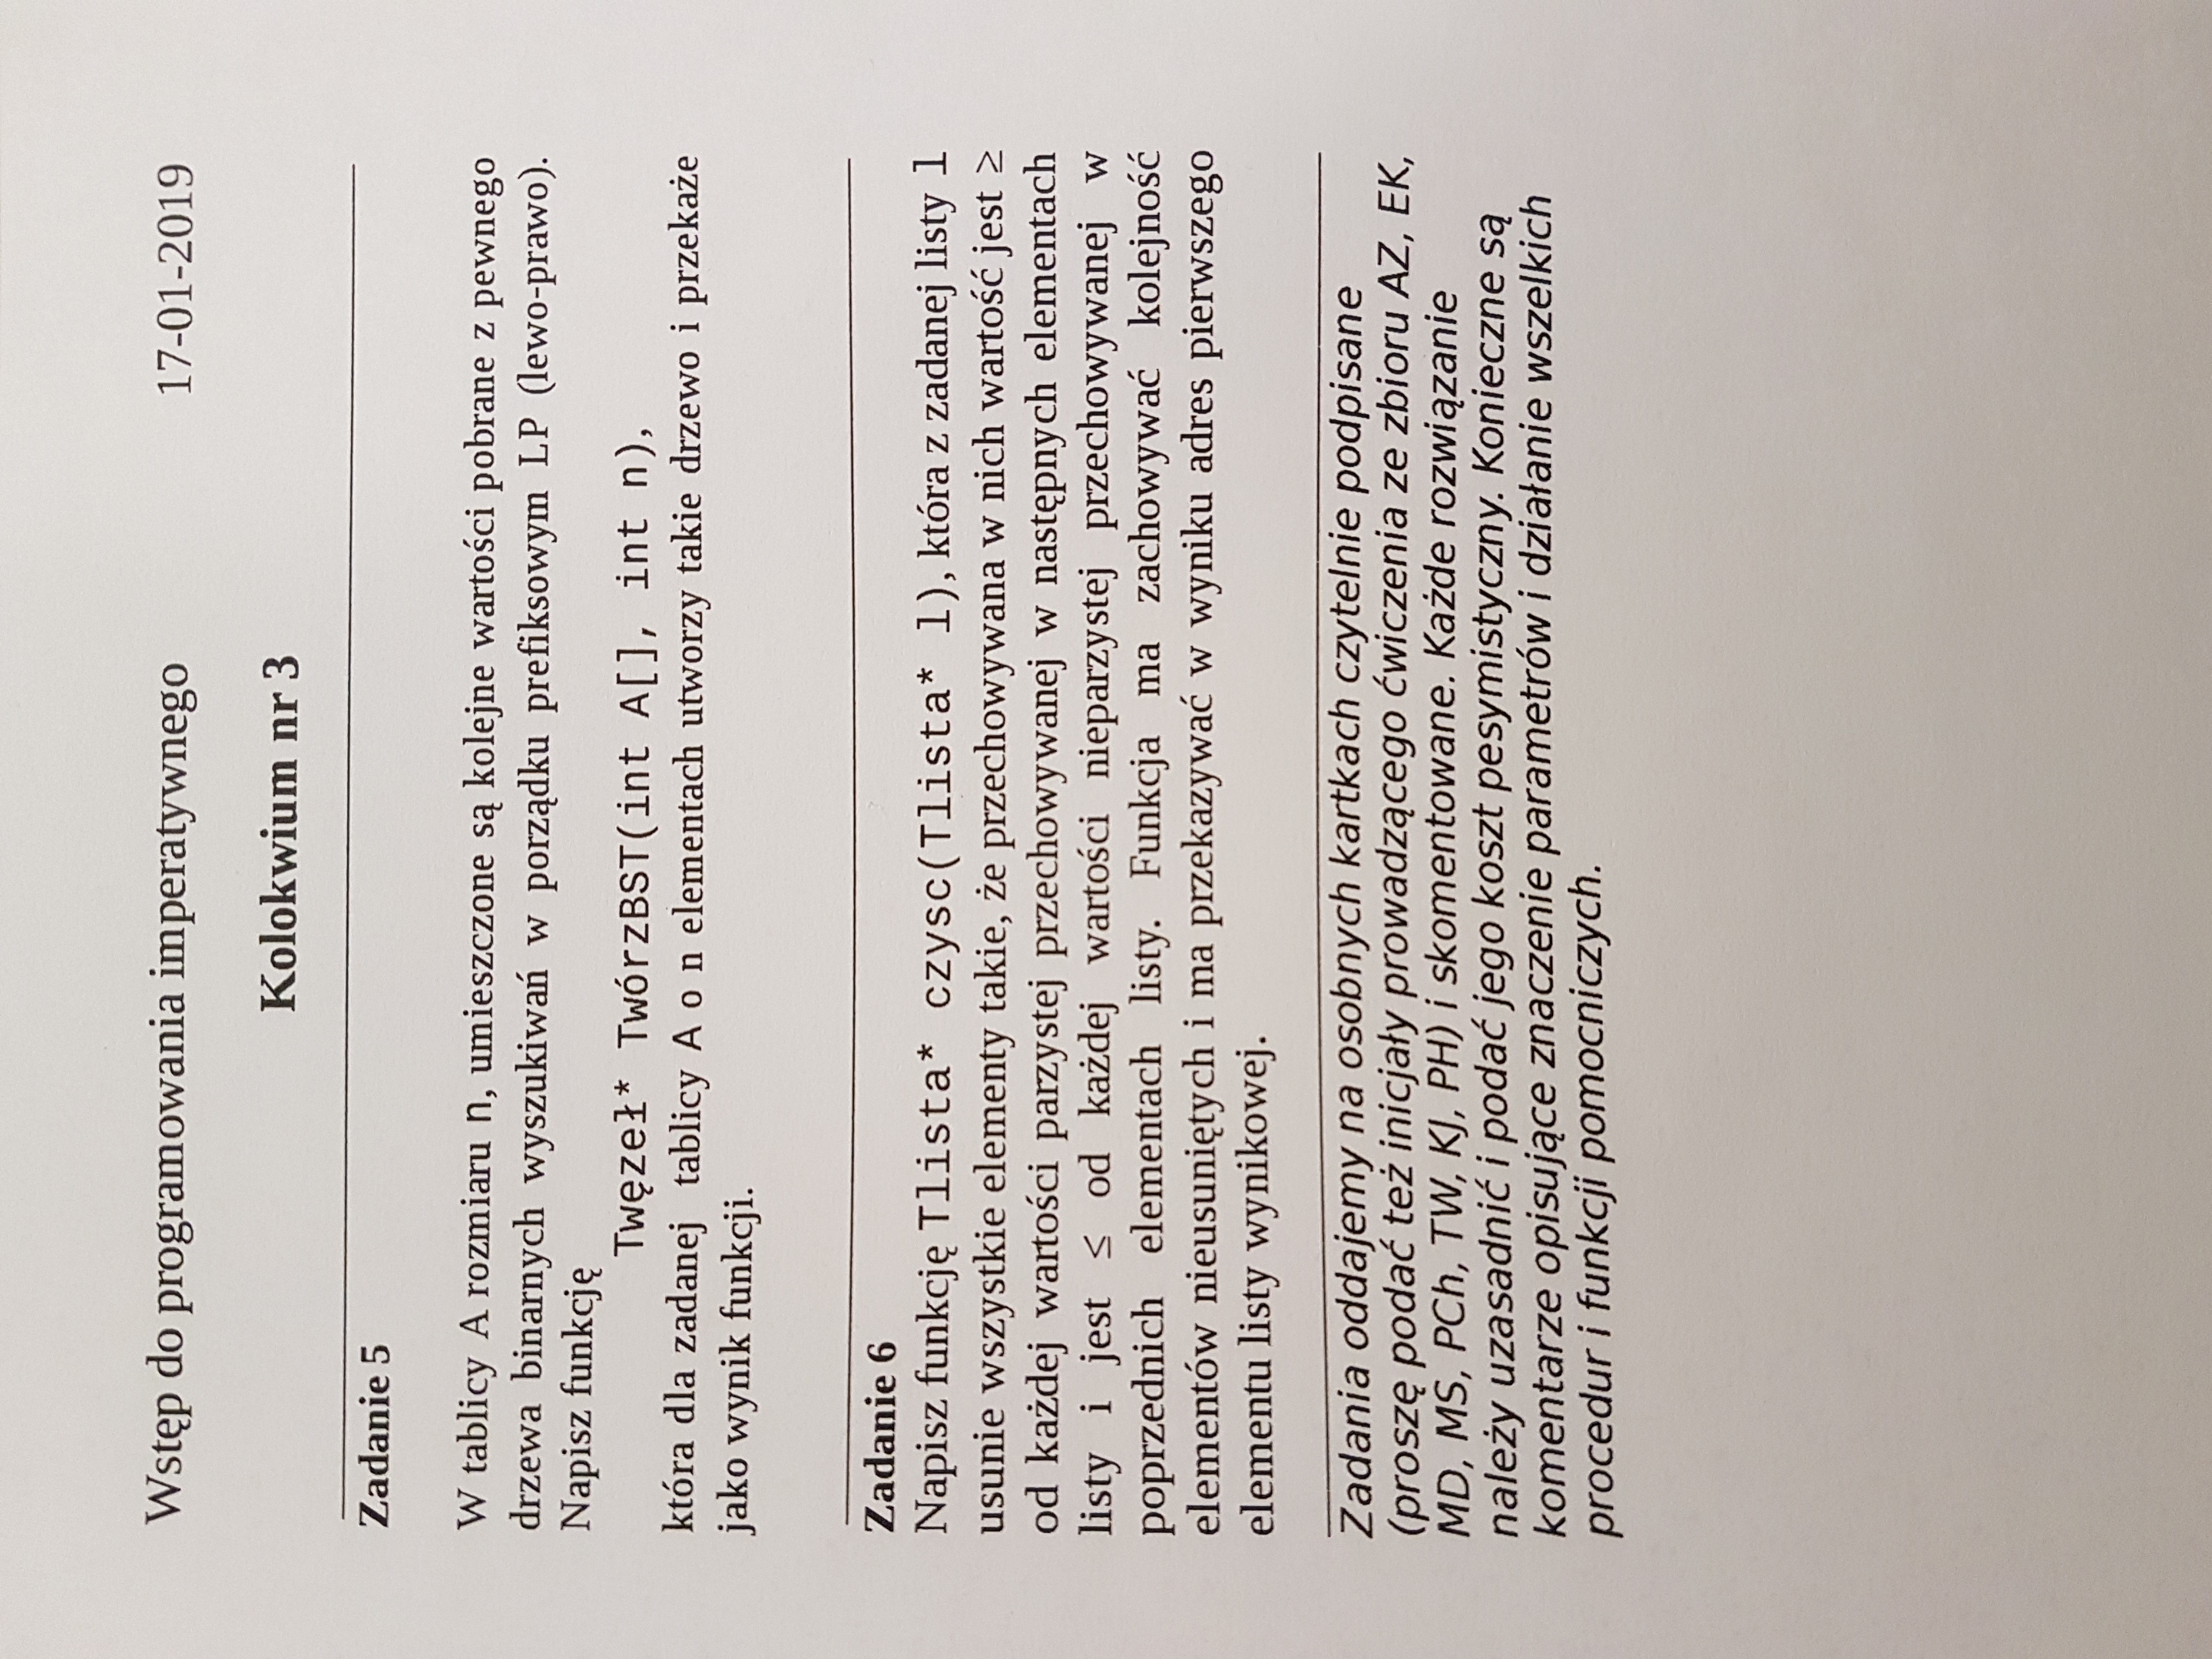 Wstęp do programowania imperatywnego 17-01-2019
Kolokwium nr 3
Zadanie 5
W tablicy A rozmiaru n, umieszczone są kolejne wartości pobrane z pewnego
drzewa binarnych wyszukiwań w porządku prefiksowym LP (lewo-prawo).
Napisz funkcję
Twęzeł* TwórzBST(int A[], int n),
która dla zadanej tablicy A o n elementach utworzy takie drzewo i przekaże
jako wynik funkcji.
Zadanie 6
Napisz funkcję Tlista* czysc(Tlista* l), która z zadanej listy l
usunie wszystkie elementy takie, że przechowywana w nich wartość jest ≥
od każdej wartości parzystej przechowywanej w następnych elementach
listy i jest ≤ od każdej wartości nieparzystej przechowywanej w
poprzednich elementach listy. Funkcja ma zachowywać kolejność
elementów nieusuniętych i ma przekazywać w wyniku adres pierwszego
elementu listy wynikowej.
Zadania oddajemy na osobnych kartkach czytelnie podpisane
(proszę podać też inicjały prowadzącego ćwiczenia ze zbioru AZ, EK,
MD, MS, PCh, TW, KJ, PH) i skomentowane. Każde rozwiązanie
należy uzasadnić i podać jego koszt pesymistyczny. Konieczne są
komentarze opisujące znaczenie parametrów i działanie wszelkich
procedur i funkcji pomocniczych.